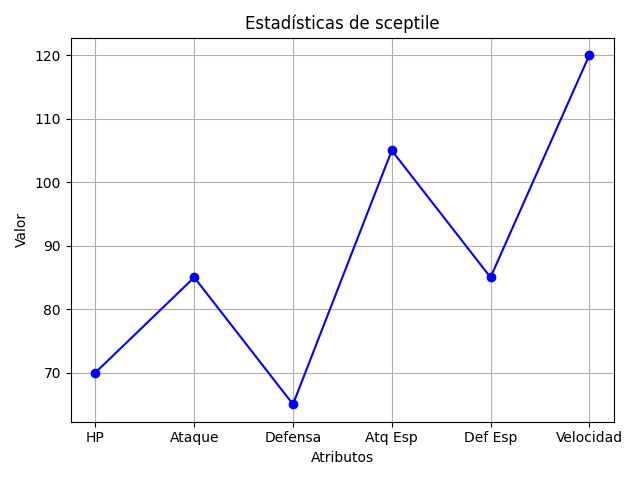 Estadísticas de sceptile
Valor
120
110
100
90
80
70
HP Ataque Defensa Atq Esp Def Esp Velocidad
Atributos